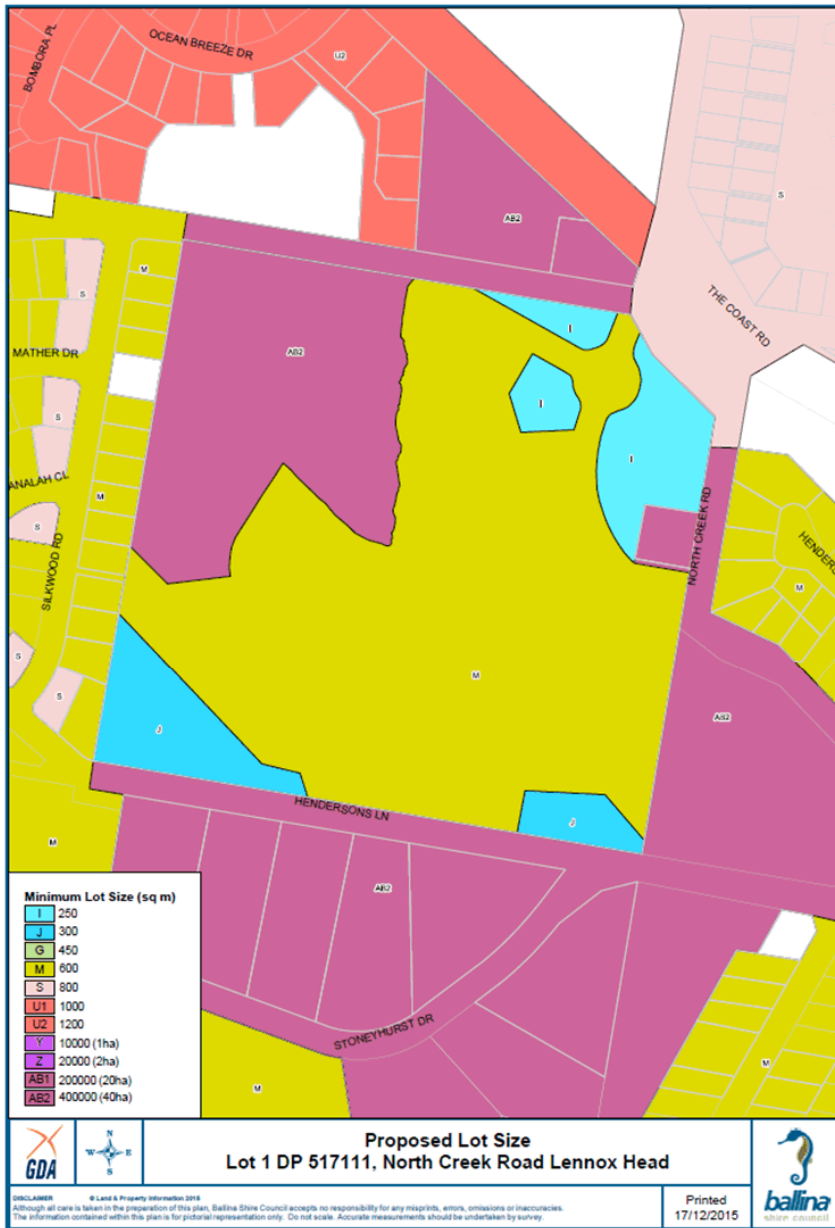 BOMBORA PL
OCEAN BREEZE DR
U2
AB2
S
THE COAST RD
M
S
MATHER DR
AB2
I
I
I
S
ANALAH CL
M
S
SILKWOOD RD
NORTH CREEK RD
HENDERS
M
S
S
M
AB2
J
HENDERSONS LN
J
M
AB2
STONEYHURST DR
M
M
Minimum Lot Size (sq m)
I 250
J 300
G 450
M 600
S 800
U1 1000
U2 1200
Y 10000 (1ha)
Z 20000 (2ha)
AB1 200000 (20ha)
AB2 400000 (40ha)
GDA
N
W E
S
Proposed Lot Size
Lot 1 DP 517111, North Creek Road Lennox Head
ballina
shire council
DISCLAIMER © Land & Property Information 2015
Although all care is taken in the preparation of this plan, Ballina Shire Council accepts no responsibility for any misprints, errors, omissions or inaccuracies.
The information contained within this plan is for pictorial representation only. Do not scale. Accurate measurements should be undertaken by survey.
Printed
17/12/2015